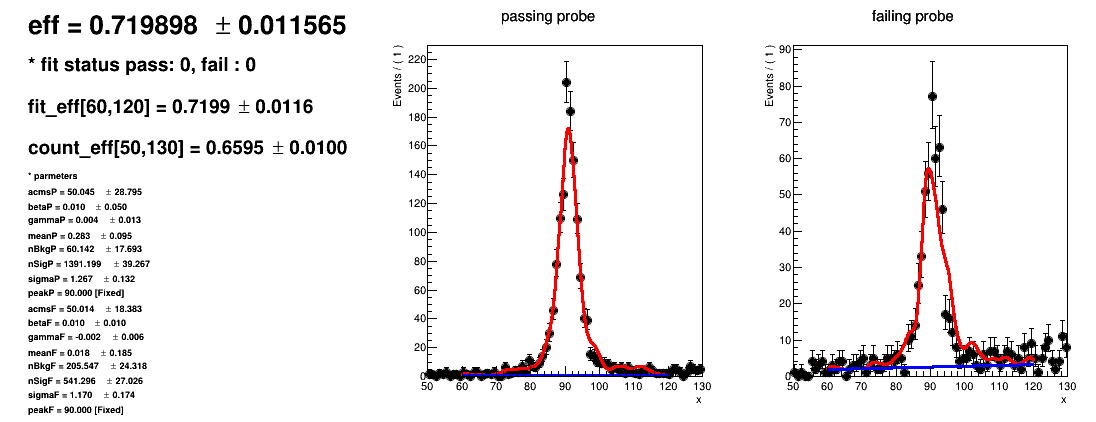 eff = 0.719898 ± 0.011565
* fit status pass: 0, fail : 0
fit_eff[60,120] = 0.7199 ± 0.0116
count_eff[50,130] = 0.6595 ± 0.0100
* parmeters
acmsP = 50.045 ± 28.795
betaP = 0.010 ± 0.050
gammaP = 0.004 ± 0.013
meanP = 0.283 ± 0.095
nBkgP = 60.142 ± 17.693
nSigP = 1391.199 ± 39.267
sigmaP = 1.267 ± 0.132
peakP = 90.000 [Fixed]
acmsF = 50.014 ± 18.383
betaF = 0.010 ± 0.010
gammaF = -0.002 ± 0.006
meanF = 0.018 ± 0.185
nBkgF = 205.547 ± 24.318
nSigF = 541.296 ± 27.026
sigmaF = 1.170 ± 0.174
peakF = 90.000 [Fixed]
passing probe
Events / ( 1 )
220
200
180
160
140
120
100
80
60
40
20
0
50 60 70 80 90 100 110 120 130
x
failing probe
Events / ( 1 )
90
80
70
60
50
40
30
20
10
0
50 60 70 80 90 100 110 120 130
x